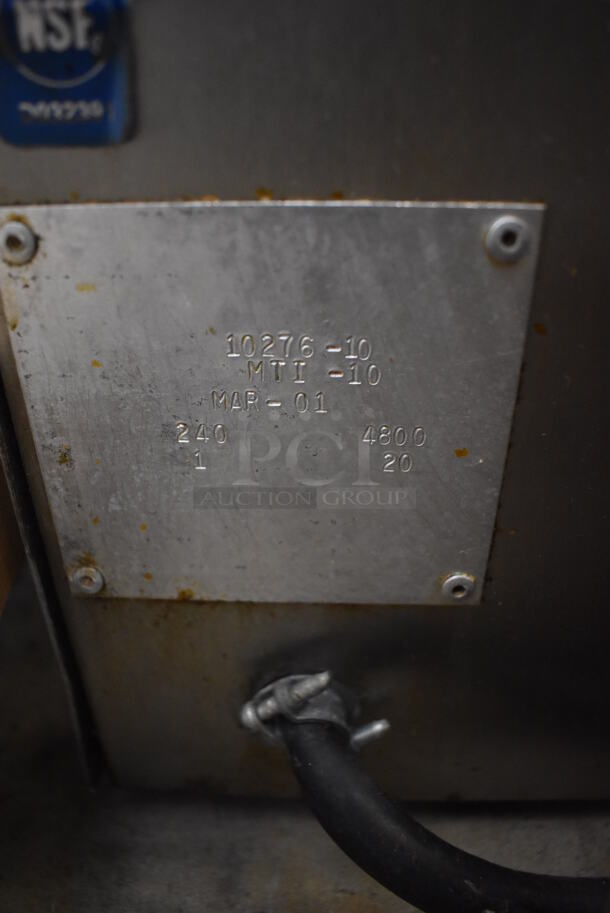 NSF
10276-10
MTI -10
MAR-01
240 4800
1 20
PCI
AUCTION GROUP